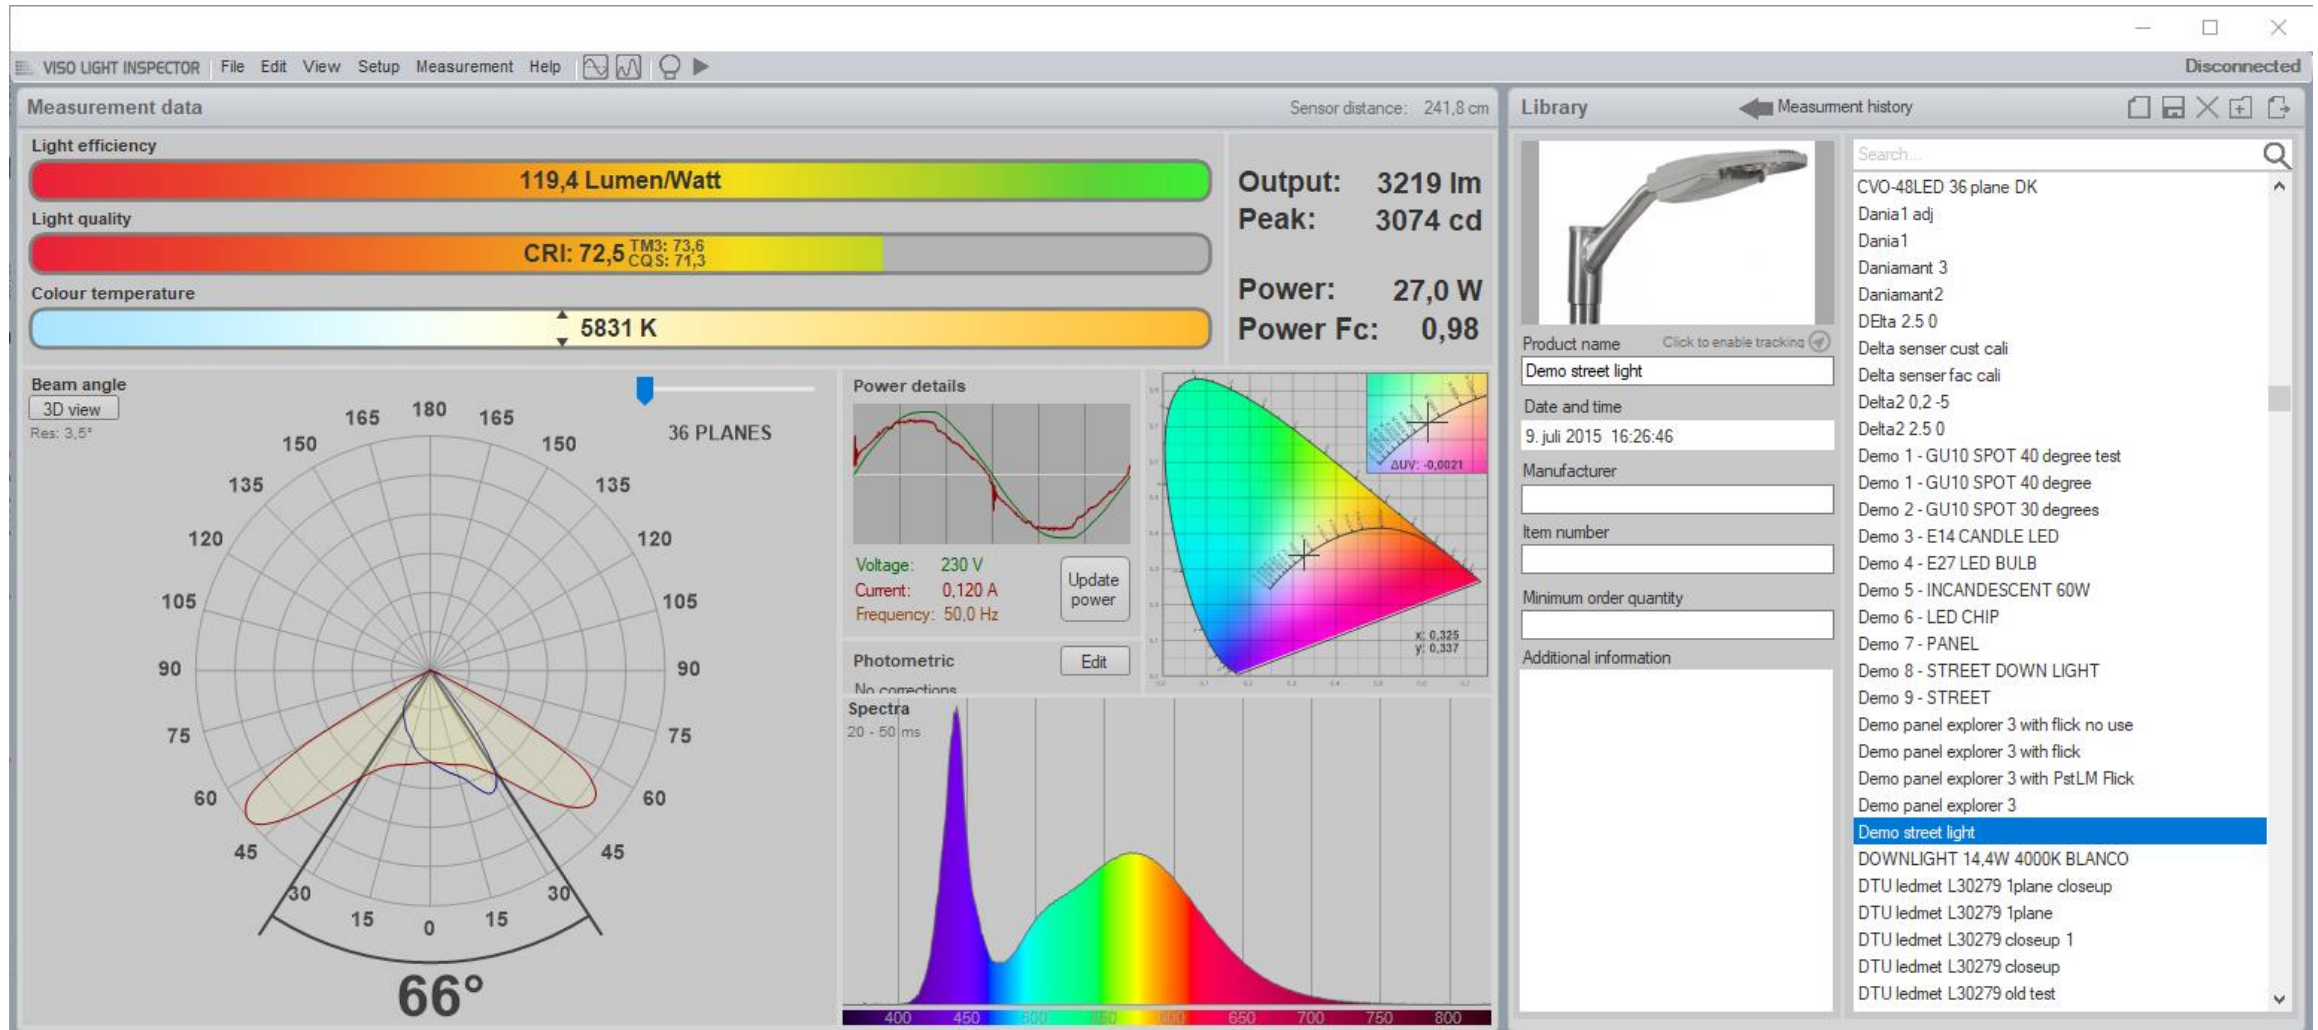 VISO LIGHT INSPECTOR File Edit View Setup Measurement Help
Disconnected
Measurement data
Sensor distance: 241,8 cm
Light efficiency
119,4 Lumen/Watt
Light quality
CRI: 72,5 TM3: 73,6
CQS: 71,3
Colour temperature
5831 K
Output: 3219 lm
Peak: 3074 cd
Power: 27,0 W
Power Fc: 0,98
Beam angle
3D view
Res: 3,5°
36 PLANES
165 180 165
150 150
135 135
120 120
105 105
90 90
75 75
60 60
45 45
30 30
15 0 15
66°
Power details
Voltage: 230 V
Current: 0,120 A
Frequency: 50,0 Hz
Update
power
Photometric
Edit
No corrections
ΔUV: -0,0021
x: 0,325
y: 0,337
Spectra
20 - 50 ms
400 450 500 550 600 650 700 750 800
Library
Measurment history
Product name
Click to enable tracking
Demo street light
Date and time
9. juli 2015 16:26:46
Manufacturer
Item number
Minimum order quantity
Additional information
Search...
CVO-48LED 36 plane DK
Dania1 adj
Dania1
Daniamant 3
Daniamant2
DElta 2.5 0
Delta senser cust cali
Delta senser fac cali
Delta2 0,2 -5
Delta2 2.5 0
Demo 1 - GU10 SPOT 40 degree test
Demo 1 - GU10 SPOT 40 degree
Demo 2 - GU10 SPOT 30 degrees
Demo 3 - E14 CANDLE LED
Demo 4 - E27 LED BULB
Demo 5 - INCANDESCENT 60W
Demo 6 - LED CHIP
Demo 7 - PANEL
Demo 8 - STREET DOWN LIGHT
Demo 9 - STREET
Demo panel explorer 3 with flick no use
Demo panel explorer 3 with flick
Demo panel explorer 3 with PstLM Flick
Demo panel explorer 3
Demo street light
DOWNLIGHT 14,4W 4000K BLANCO
DTU ledmet L30279 1plane closeup
DTU ledmet L30279 1plane
DTU ledmet L30279 closeup 1
DTU ledmet L30279 closeup
DTU ledmet L30279 old test